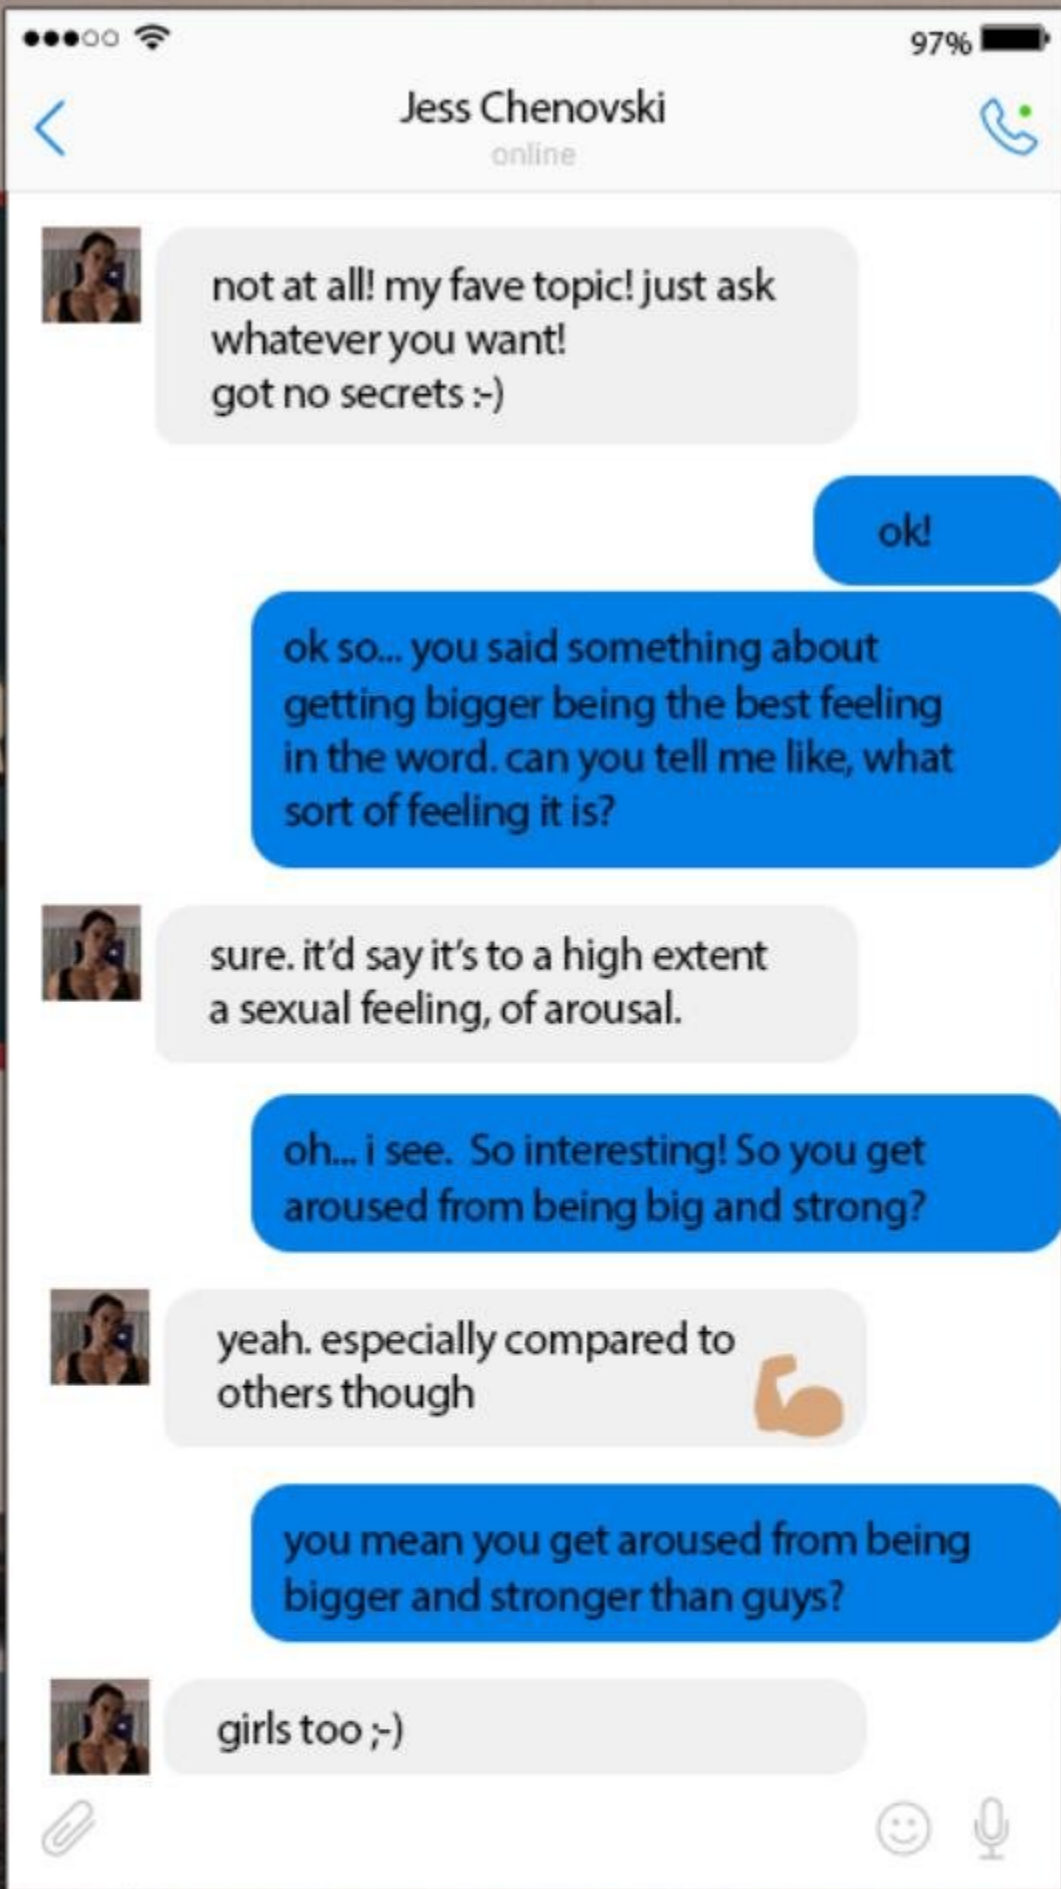 97%
Jess Chenovski
online
not at all! my fave topic! just ask
whatever you want!
got no secrets :-)
ok!
ok so... you said something about
getting bigger being the best feeling
in the word. can you tell me like, what
sort of feeling it is?
sure. it'd say it's to a high extent
a sexual feeling, of arousal.
oh... i see.  So interesting! So you get
aroused from being big and strong?
yeah. especially compared to
others though
you mean you get aroused from being
bigger and stronger than guys?
girls too ;-)